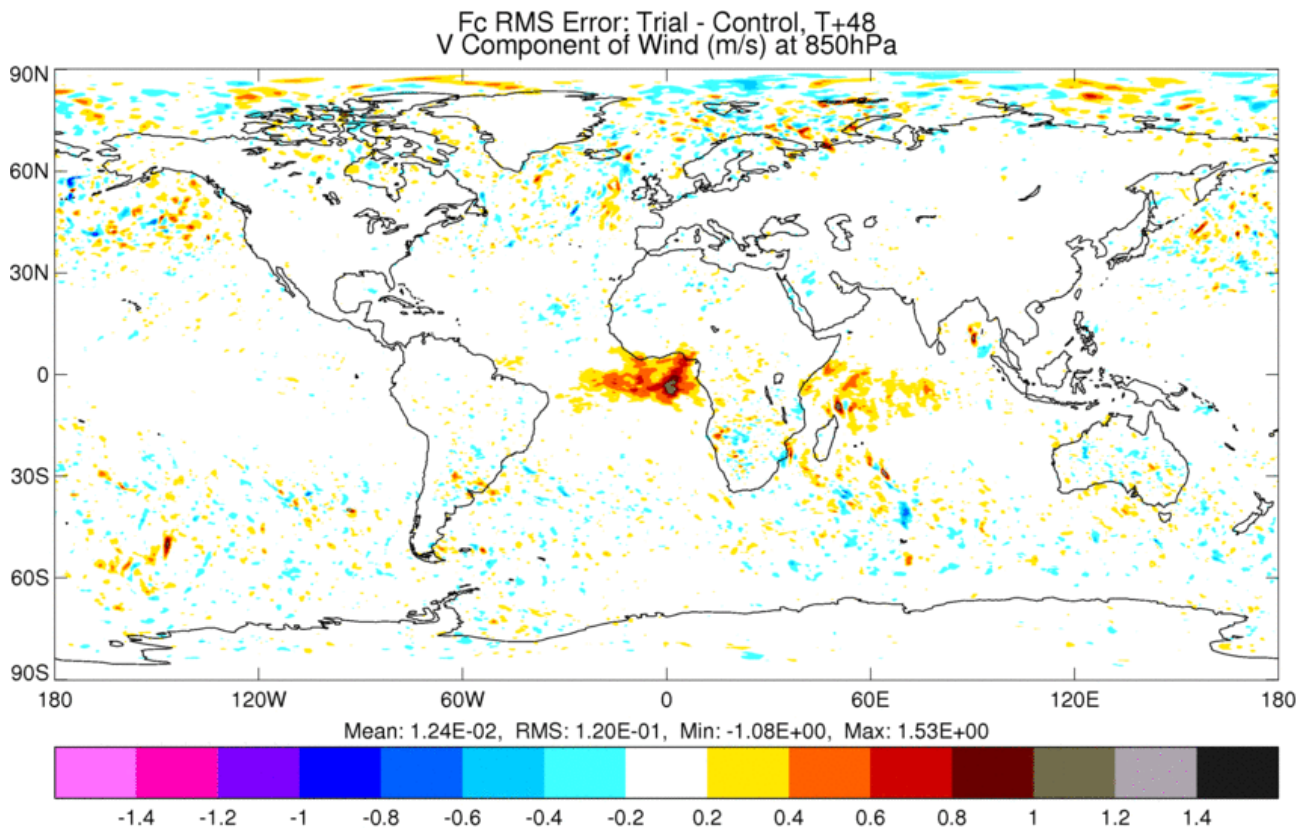 Fc RMS Error: Trial - Control, T+48
V Component of Wind (m/s) at 850hPa
90N
60N
30N
0
30S
60S
90S
180 120W 60W 0 60E 120E 180
Mean: 1.24E-02, RMS: 1.20E-01, Min: -1.08E+00, Max: 1.53E+00
-1.4 -1.2 -1 -0.8 -0.6 -0.4 -0.2 0.2 0.4 0.6 0.8 1 1.2 1.4